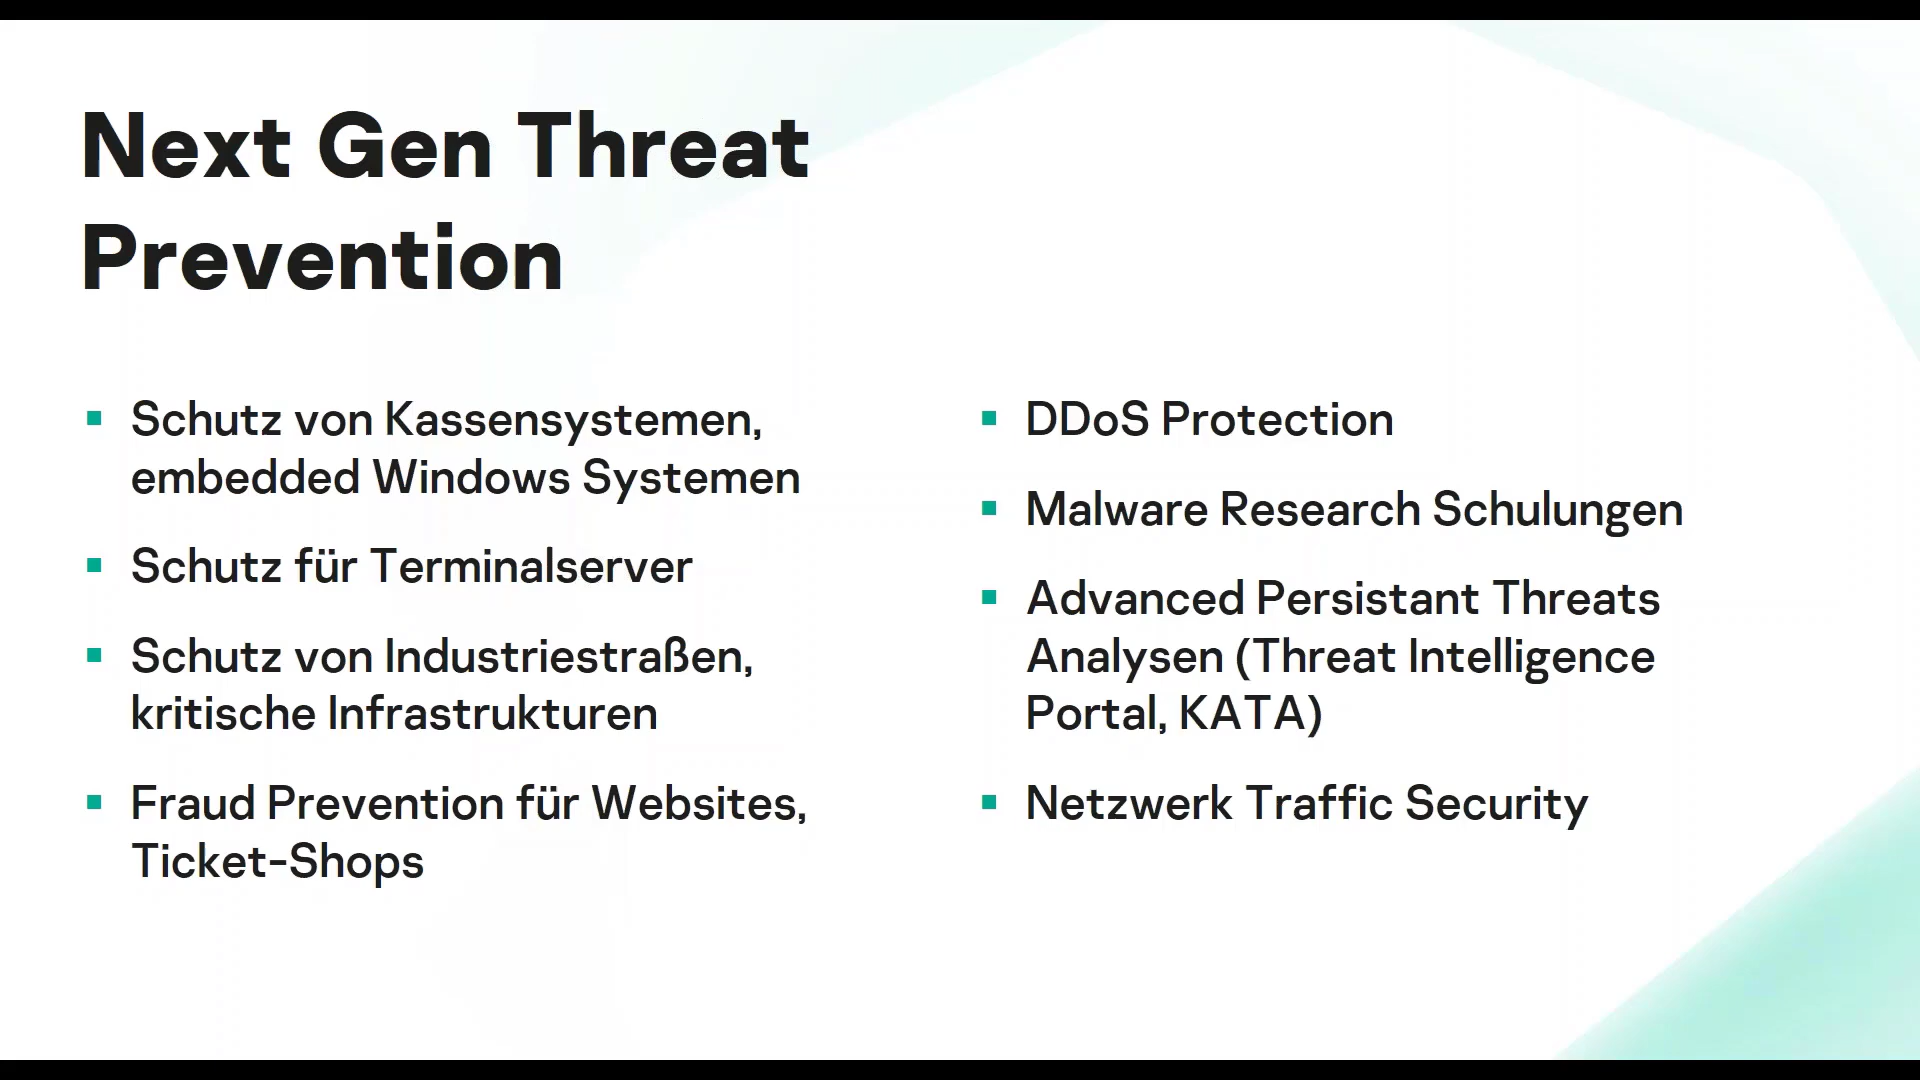 Next Gen Threat
Prevention
Schutz von Kassensystemen,
embedded Windows Systemen
Schutz für Terminalserver
Schutz von Industriestraßen,
kritische Infrastrukturen
Fraud Prevention für Websites,
Ticket-Shops
DDoS Protection
Malware Research Schulungen
Advanced Persistant Threats
Analysen (Threat Intelligence
Portal, KATA)
Netzwerk Traffic Security